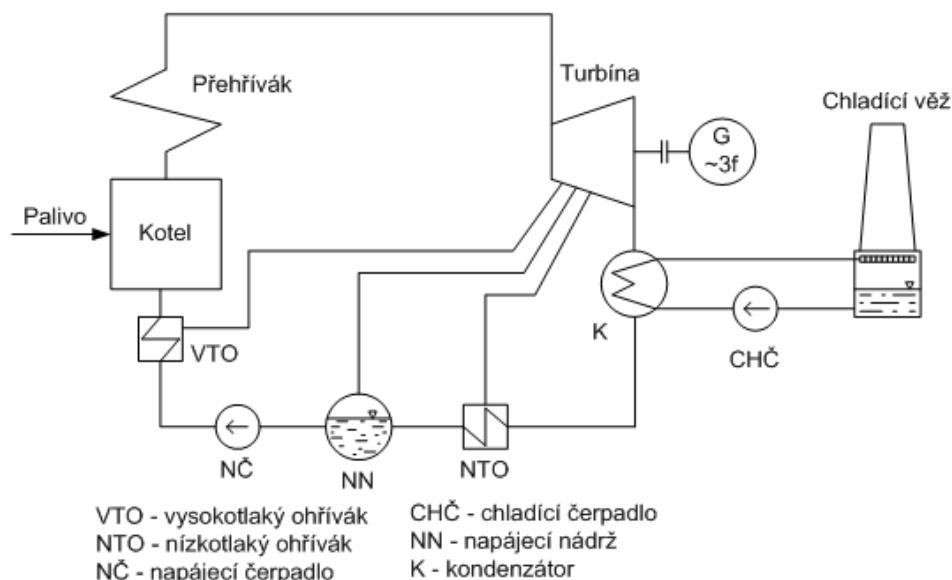 Přehřívák
Turbína
Chladící věž
G
~3f
Palivo
Kotel
VTO
K
CHČ
NČ
NN
NTO
VTO - vysokotlaký ohřívák
NTO - nízkotlaký ohřívák
NČ - napájecí čerpadlo
CHČ - chladící čerpadlo
NN - napájecí nádrž
K - kondenzátor